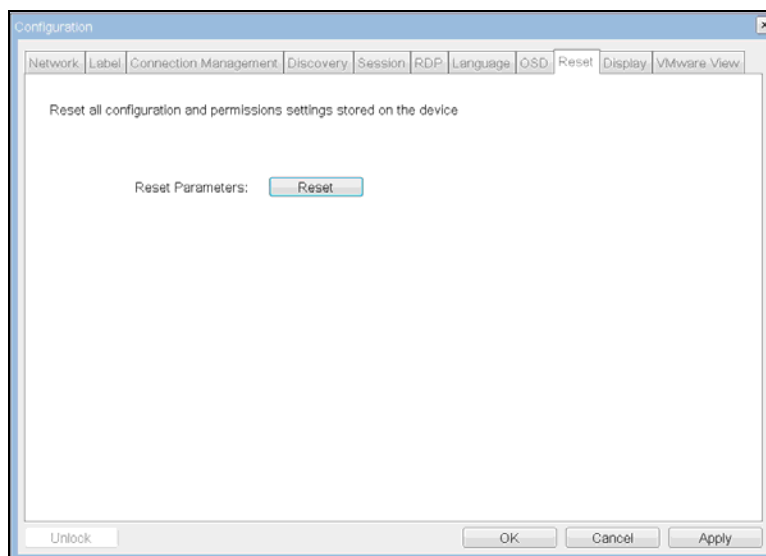 Configuration
Network Label Connection Management Discovery Session RDP Language OSD Reset Display VMware View
Reset all configuration and permissions settings stored on the device
Reset Parameters: Reset
Unlock OK Cancel Apply